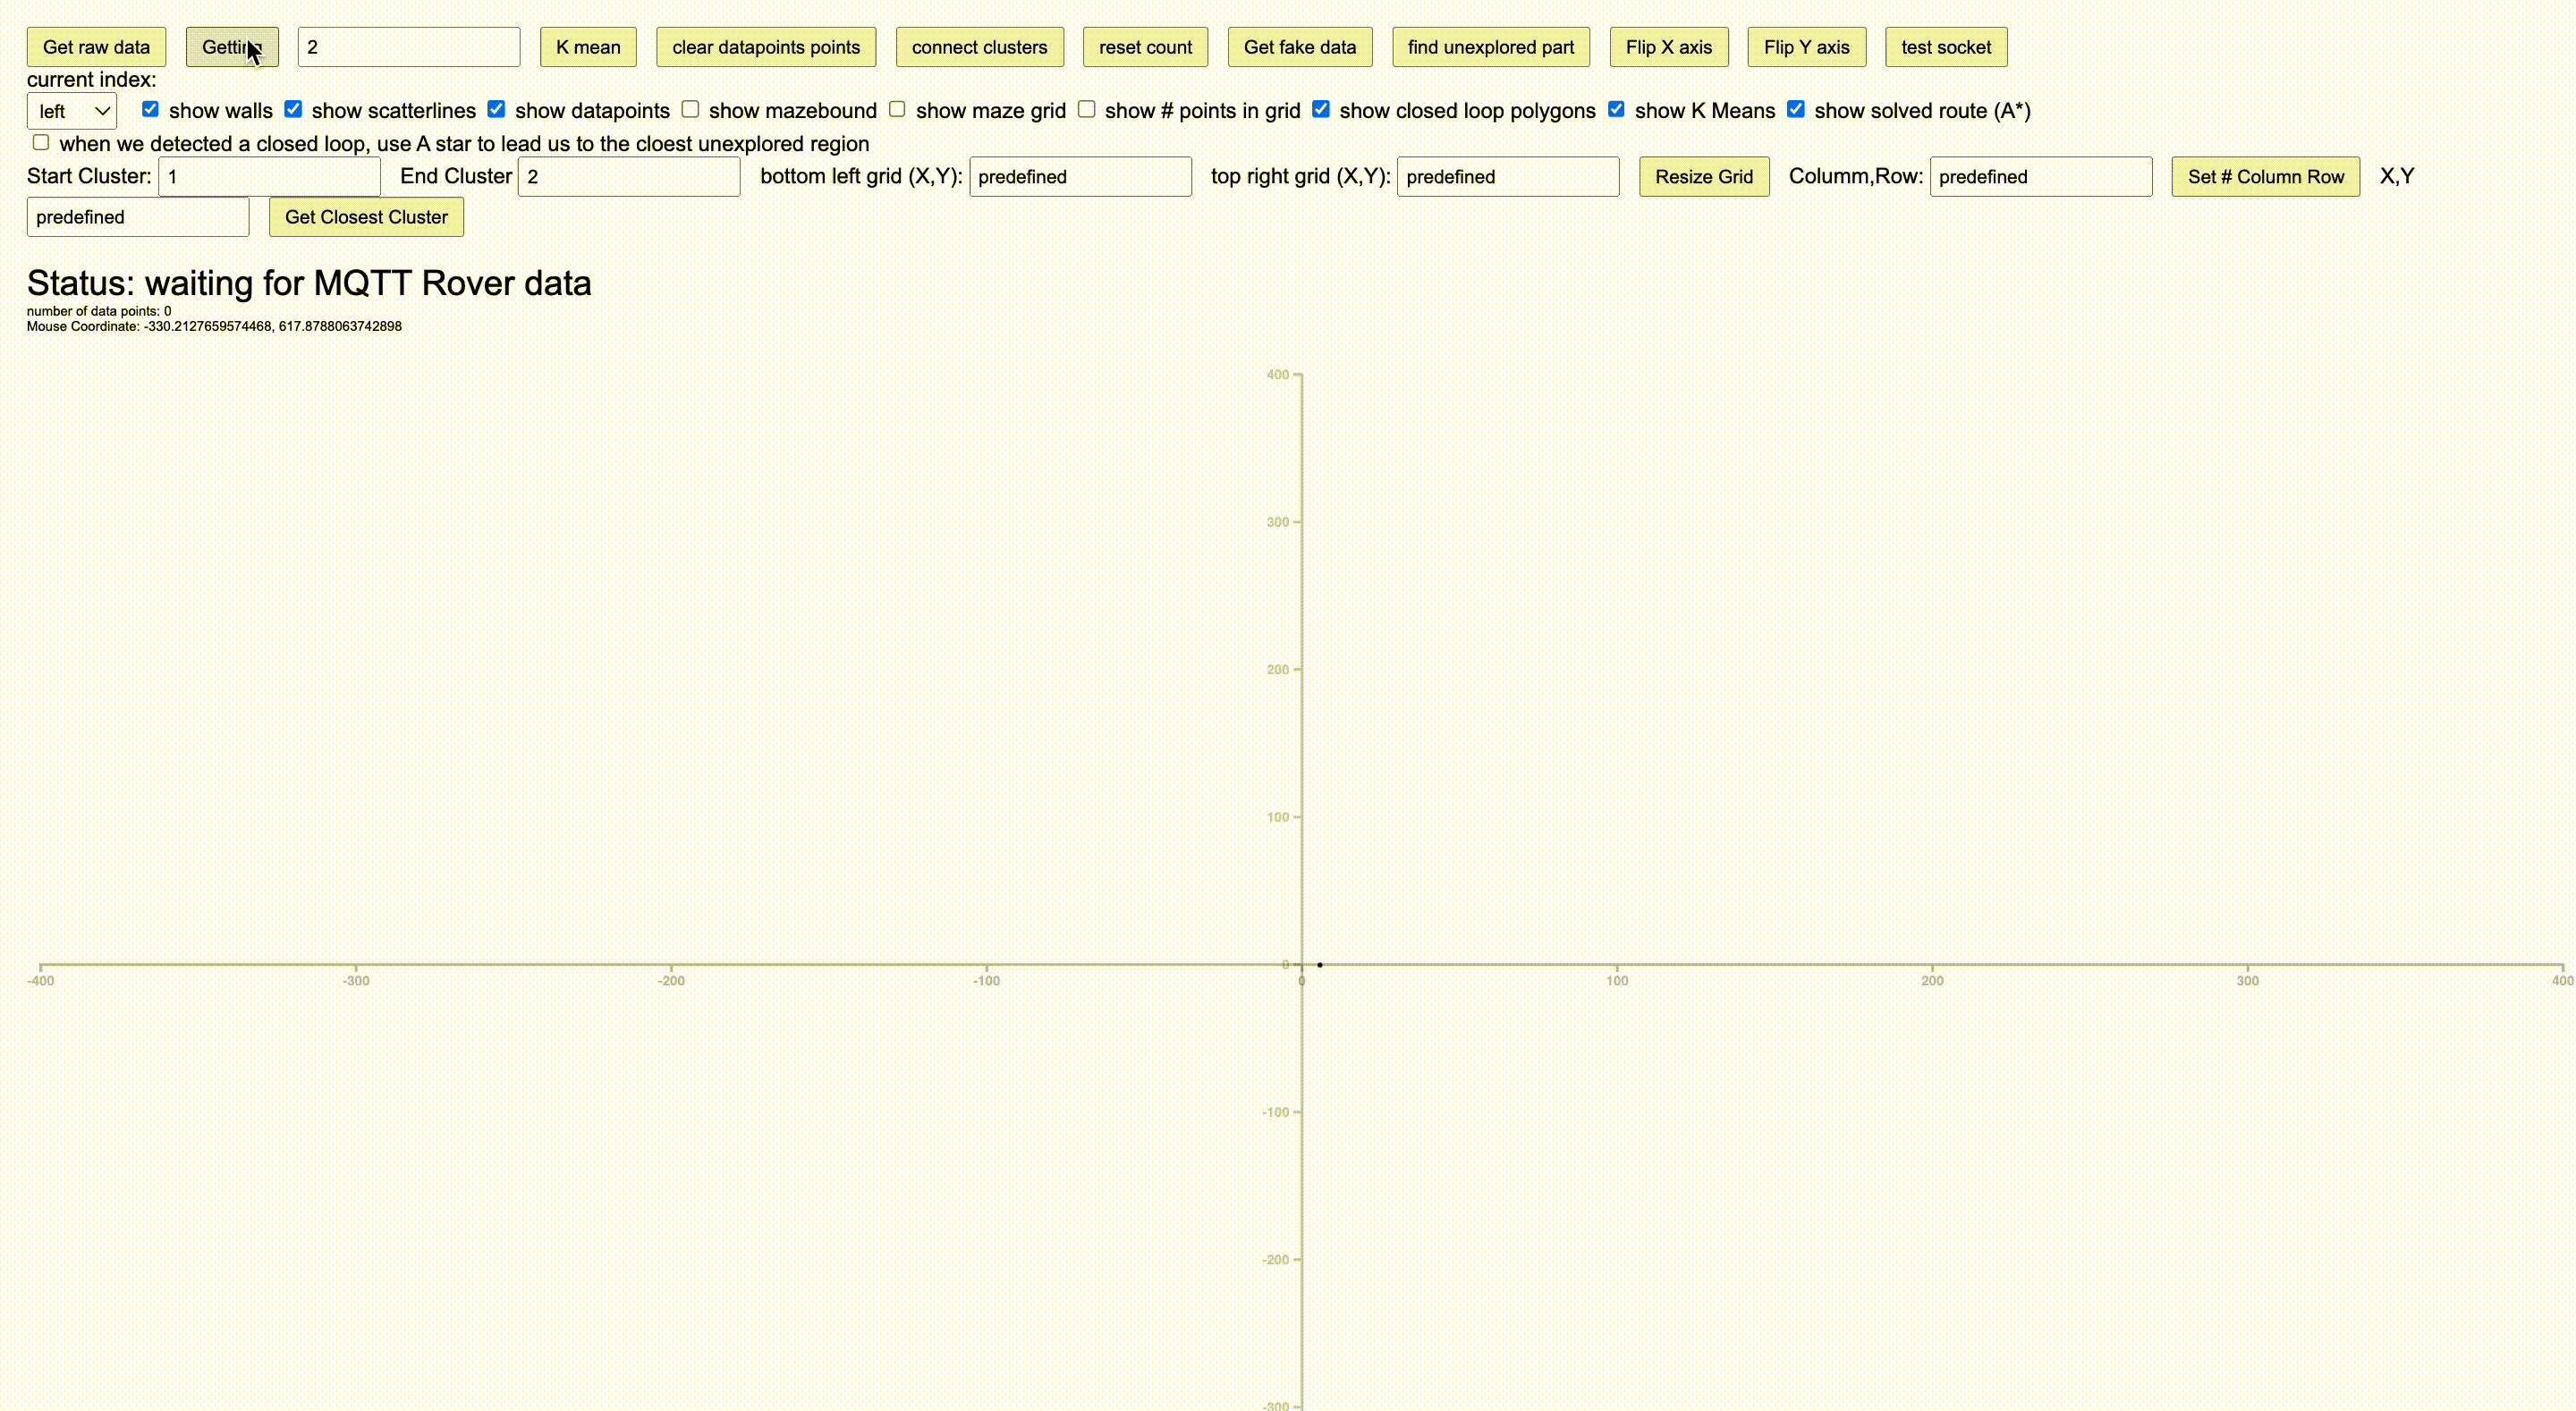 Get raw data Getting 2 K mean clear datapoints points connect clusters reset count Get fake data find unexplored part Flip X axis Flip Y axis test socket
current index:
left show walls show scatterlines show datapoints show mazebound show maze grid show # points in grid show closed loop polygons show K Means show solved route (A*)
when we detected a closed loop, use A star to lead us to the cloest unexplored region
Start Cluster: 1 End Cluster 2 bottom left grid (X,Y): predefined top right grid (X,Y): predefined Resize Grid Columm,Row: predefined Set # Column Row X,Y
predefined Get Closest Cluster
Status: waiting for MQTT Rover data
number of data points: 0
Mouse Coordinate: -330.2127659574468, 617.8788063742898
400
300
200
100
0
-400 -300 -200 -100 0 100 200 300 400
-100
-200
-300